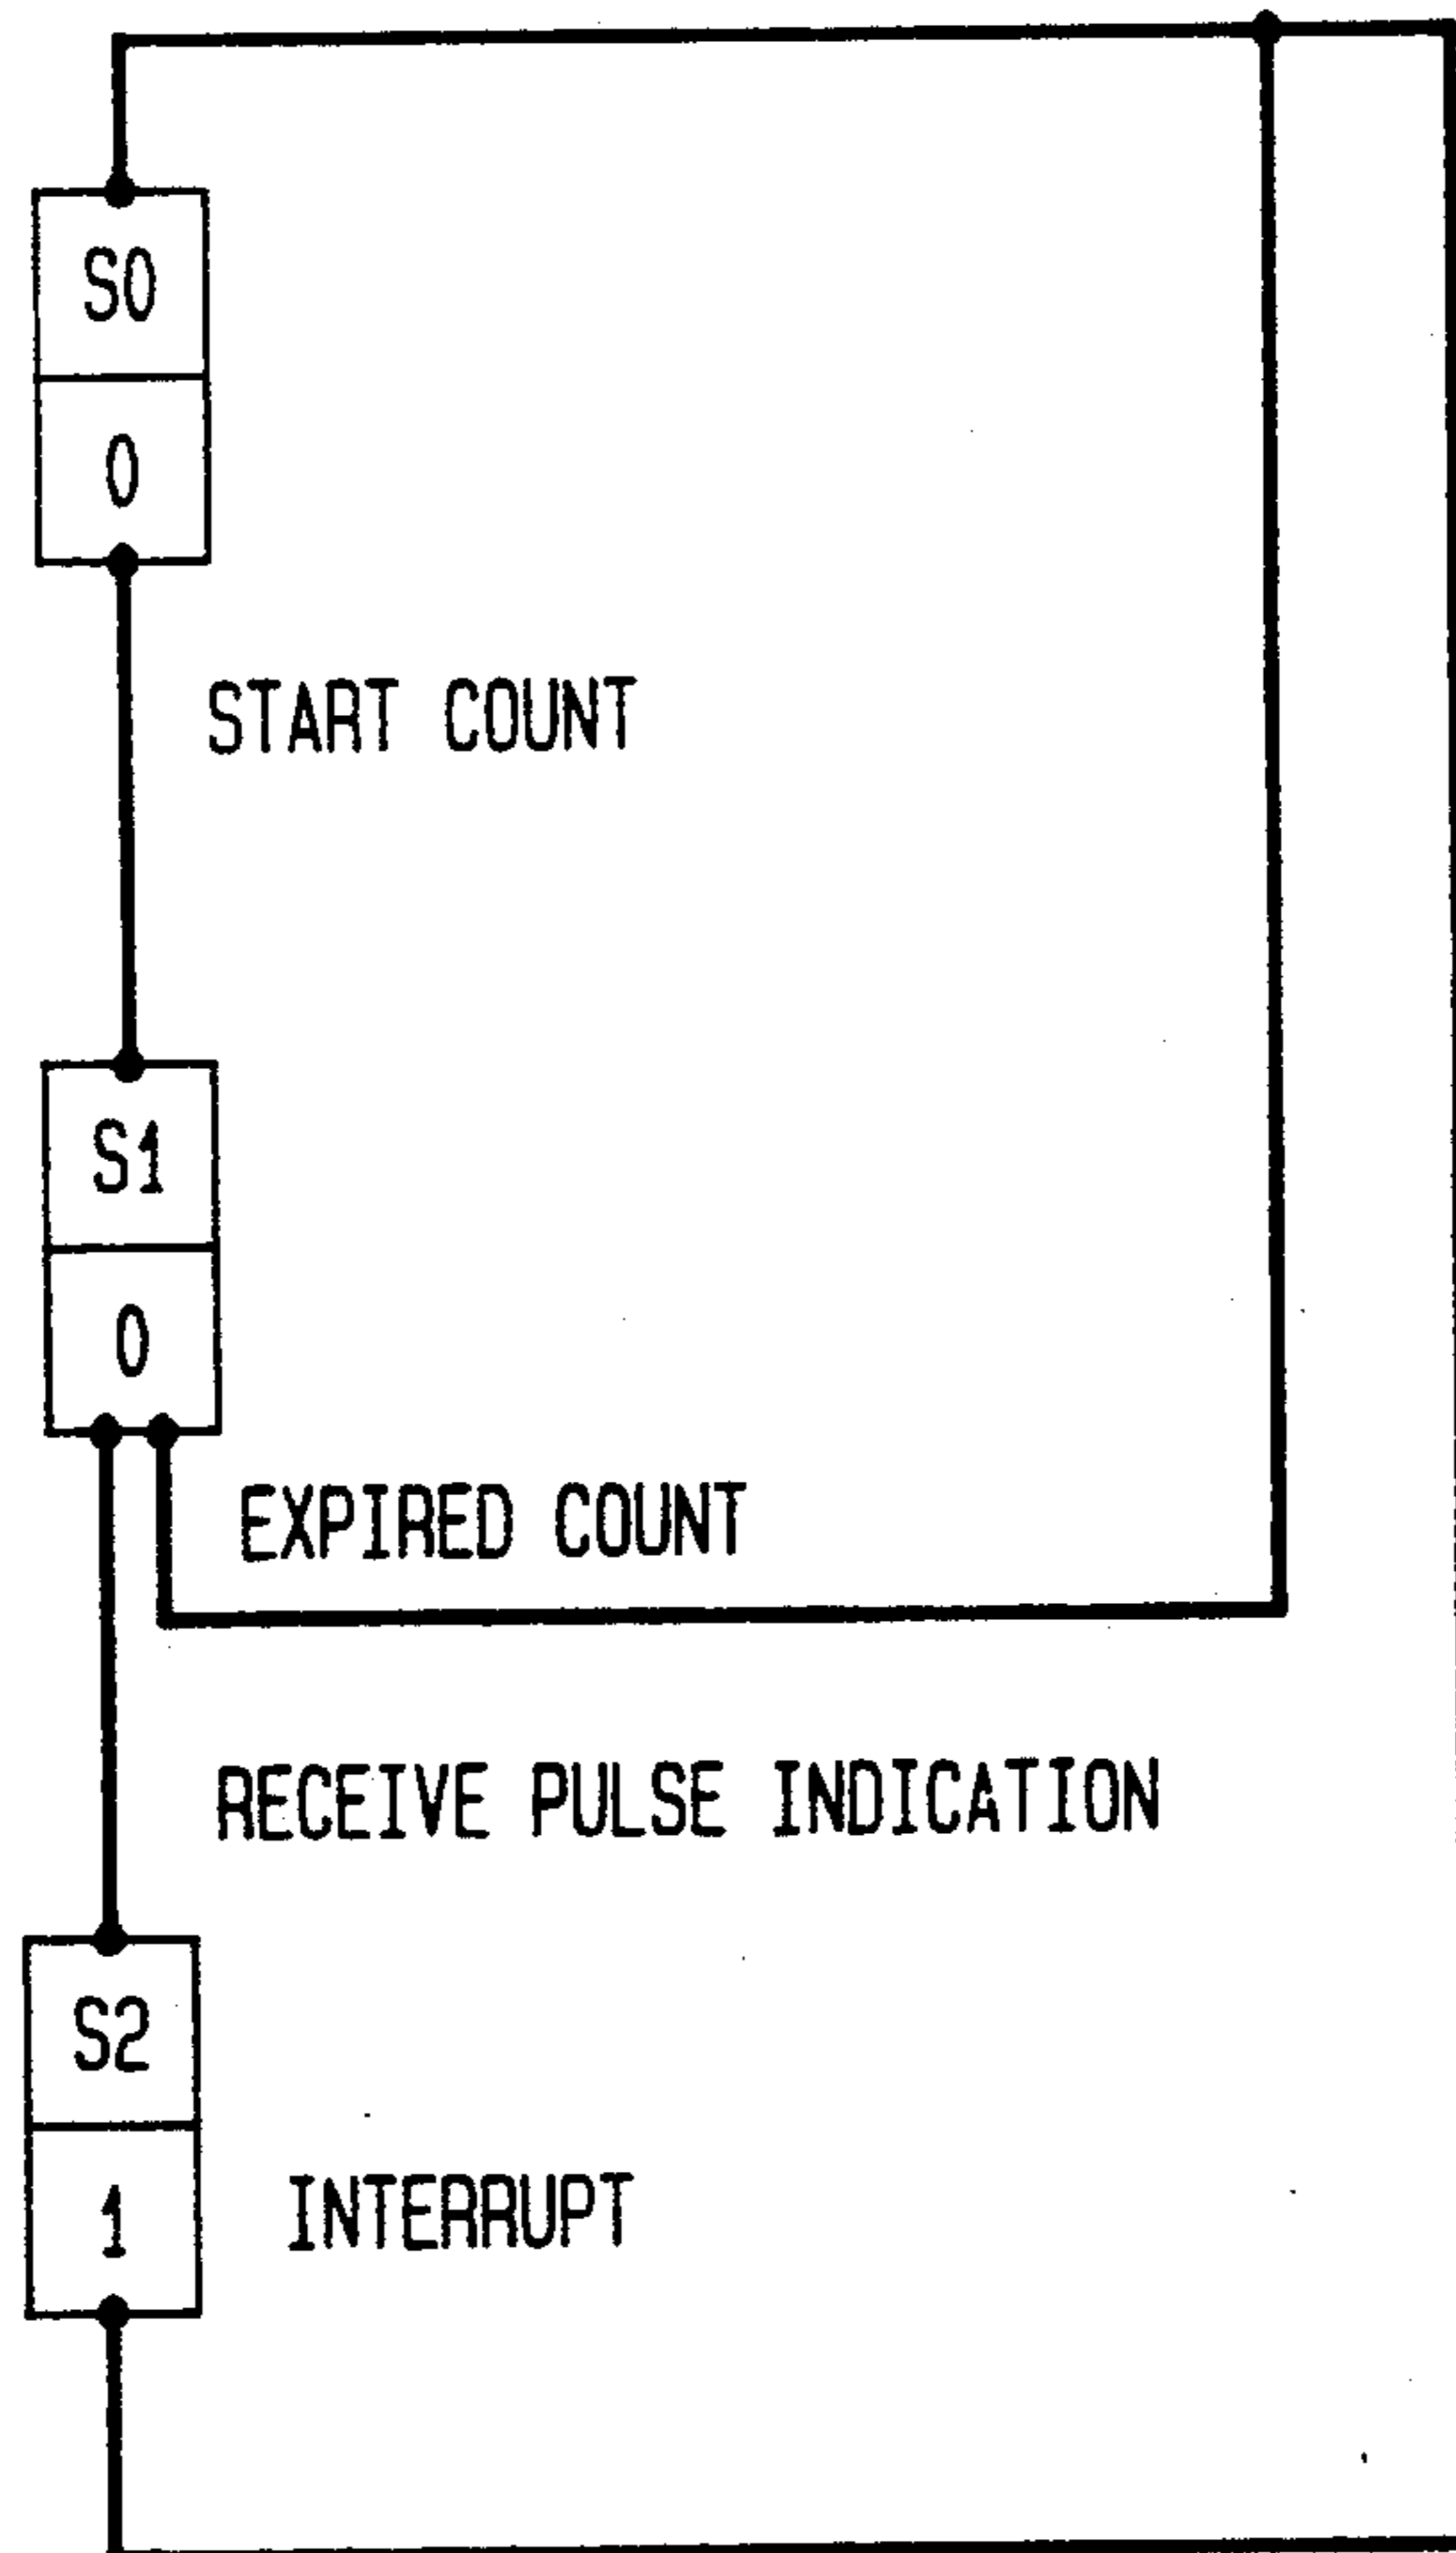 S0
0
START COUNT
S1
0
EXPIRED COUNT
RECEIVE PULSE INDICATION
S2
1
INTERRUPT